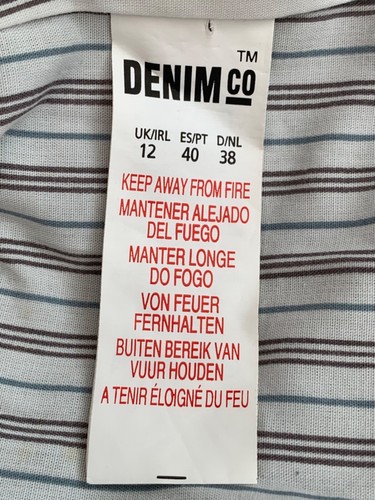 TM
DENIM CO
UK/IRL ES/PT D/NL
12 40 38
KEEP AWAY FROM FIRE
MANTENER ALEJADO
DEL FUEGO
MANTER LONGE
DO FOGO
VON FEUER
FERNHALTEN
BUITEN BEREIK VAN
VUUR HOUDEN
A TENIR ÉLOIGNÉ DU FEU